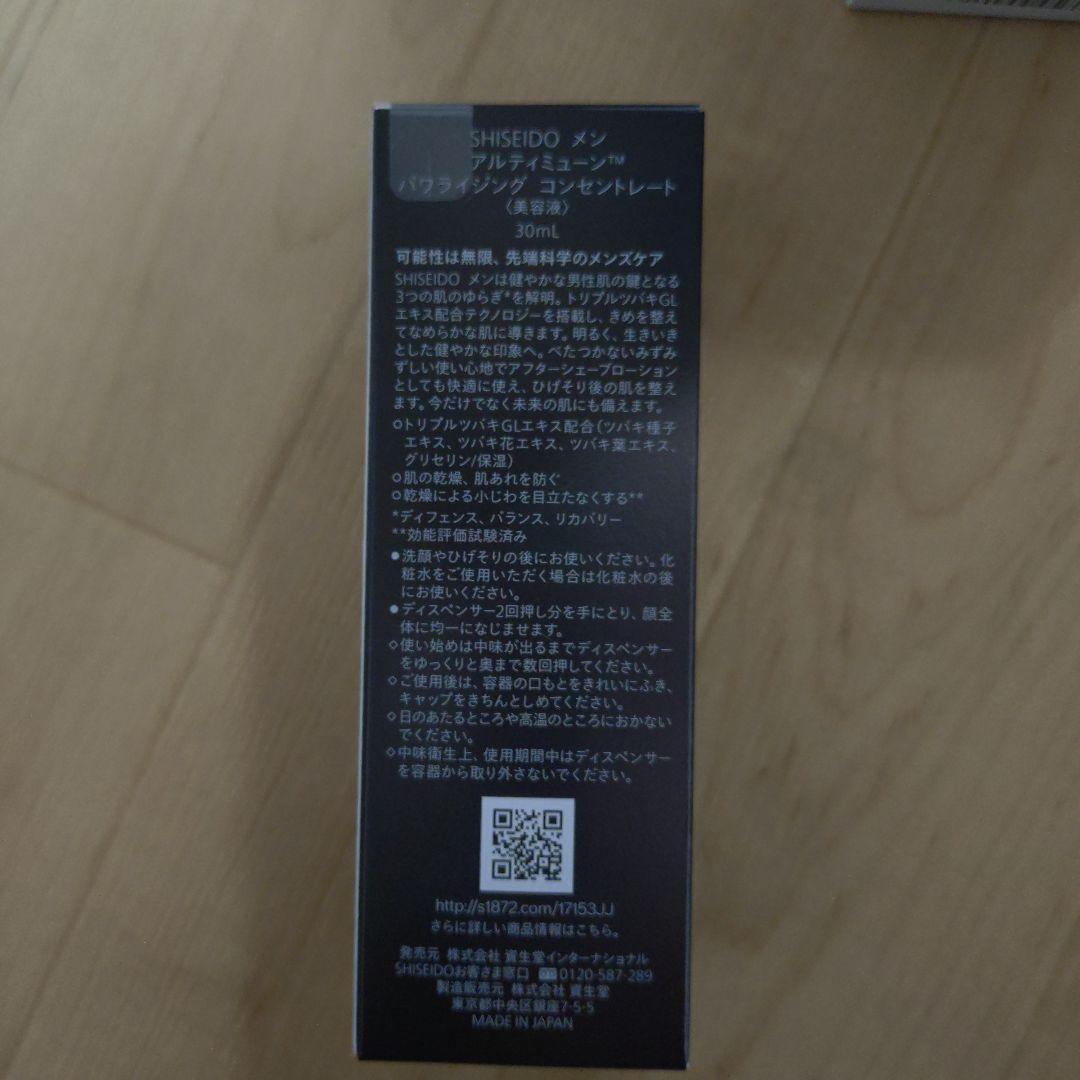 SHISEIDO メン
アルティミューン™
パワライジング コンセントレート
〈美容液〉
30mL
可能性は無限、先端科学のメンズケア
SHISEIDO メンは健やかな男性肌の鍵となる
3つの肌のゆらぎ*を解明。トリプルツバキGL
エキス配合テクノロジーを搭載し、きめを整え
てなめらかな肌に導きます。明るく、生きいき
とした健やかな印象へ。べたつかないみずみ
ずしい使い心地でアフターシェーブローション
としても快適に使え、ひげそり後の肌を整え
ます。今だけでなく未来の肌にも備えます。
○トリプルツバキGLエキス配合（ツバキ種子
エキス、ツバキ花エキス、ツバキ葉エキス、
グリセリン/保湿）
○肌の乾燥、肌あれを防ぐ
○乾燥による小じわを目立たなくする**
*ディフェンス、バランス、リカバリー
**効能評価試験済み
●洗顔やひげそりの後にお使いください。化
粧水をご使用いただく場合は化粧水の後
にお使いください。
●ディスペンサー2回押し分を手にとり、顔全
体に均一になじませます。
◇使い始めは中味が出るまでディスペンサー
をゆっくりと奥まで数回押してください。
◇ご使用後は、容器の口もとをきれいにふき、
キャップをきちんとしめてください。
◇日のあたるところや高温のところにおかない
でください。
◇中味衛生上、使用期間中はディスペンサー
を容器から取り外さないでください。
http://s1872.com/17153JJ
さらに詳しい商品情報はこちら。
発売元 株式会社 資生堂インターナショナル
SHISEIDOお客さま窓口 0120-587-289
製造販売元 株式会社 資生堂
東京都中央区銀座7-5-5
MADE IN JAPAN